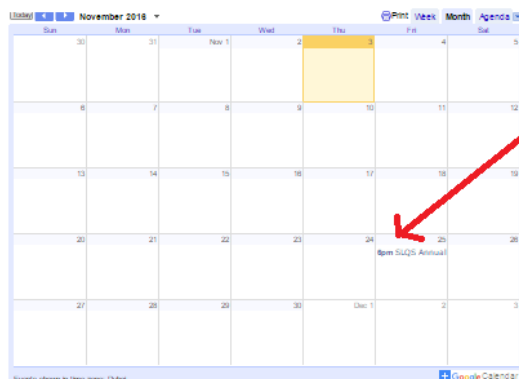 Today November 2016 Print Week Month Agenda
Sun Mon Tue Wed Thu Fri Sat
30 31 Nov 1 2 3 4 5
6 7 8 9 10 11 12
13 14 15 16 17 18 19
20 21 22 23 24 25 26
6pm SLQS Annual
27 28 29 30 Dec 1 2 3
Google Calendar